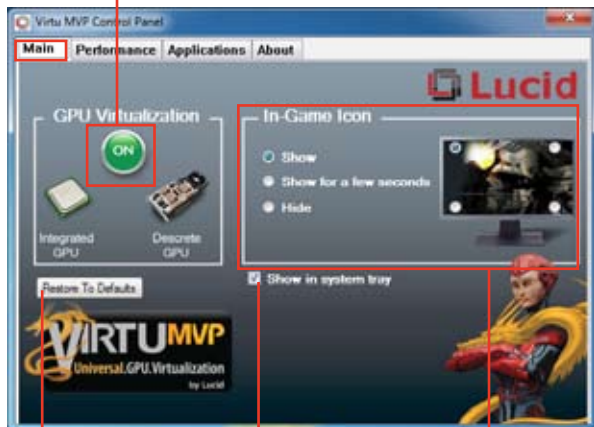 Virtu MVP Control Panel
Main Performance Applications About
Lucid
GPU Virtualization
ON
Integrated GPU
Descrete GPU
In-Game Icon
Show
Show for a few seconds
Hide
Restore To Defaults
Show in system tray
VIRTU MVP
Universal.GPU.Virtualization
by Lucid